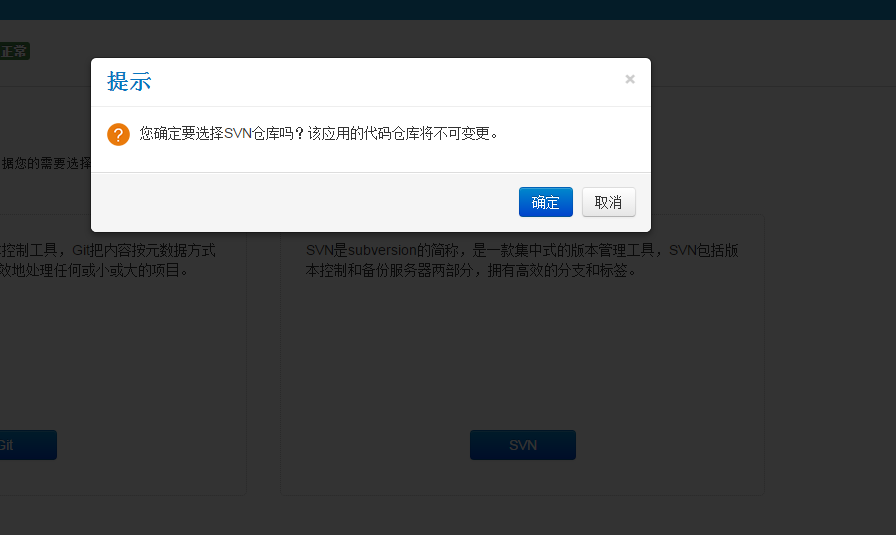 正常
提示
×
您确定要选择SVN仓库吗？该应用的代码仓库将不可变更。
据您的需要选择
确定
取消
控制工具，Git把内容按元数据方式
效地处理任何或小或大的项目。
SVN是subversion的简称，是一款集中式的版本管理工具，SVN包括版
本控制和备份服务器两部分，拥有高效的分支和标签。
Git
SVN